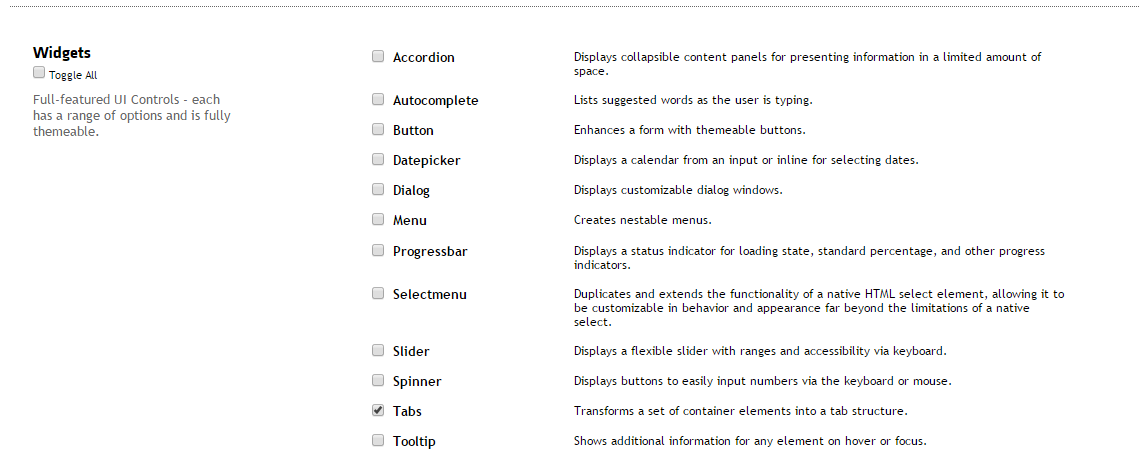 Widgets
Toggle All
Full-featured UI Controls - each
has a range of options and is fully
themeable.
Accordion
Displays collapsible content panels for presenting information in a limited amount of
space.
Autocomplete
Lists suggested words as the user is typing.
Button
Enhances a form with themeable buttons.
Datepicker
Displays a calendar from an input or inline for selecting dates.
Dialog
Displays customizable dialog windows.
Menu
Creates nestable menus.
Progressbar
Displays a status indicator for loading state, standard percentage, and other progress
indicators.
Selectmenu
Duplicates and extends the functionality of a native HTML select element, allowing it to
be customizable in behavior and appearance far beyond the limitations of a native
select.
Slider
Displays a flexible slider with ranges and accessibility via keyboard.
Spinner
Displays buttons to easily input numbers via the keyboard or mouse.
Tabs
Transforms a set of container elements into a tab structure.
Tooltip
Shows additional information for any element on hover or focus.